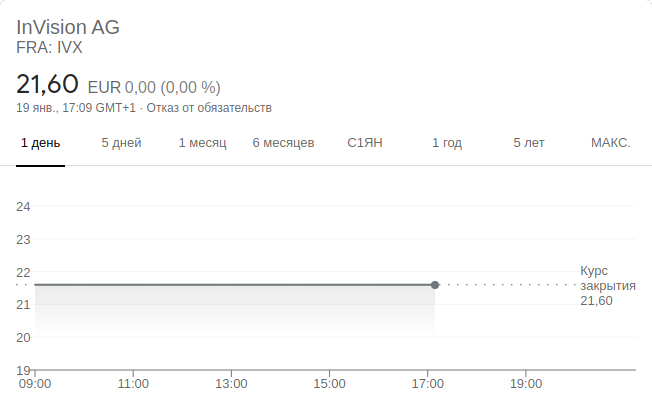 InVision AG
FRA: IVX
21,60 EUR 0,00 (0,00 %)
19 янв., 17:09 GMT+1 · Отказ от обязательств
1 день 5 дней 1 месяц 6 месяцев С1ЯН 1 год 5 лет МАКС.
24
23
22
21
20
19
Курс
закрытия
21,60
09:00 11:00 13:00 15:00 17:00 19:00